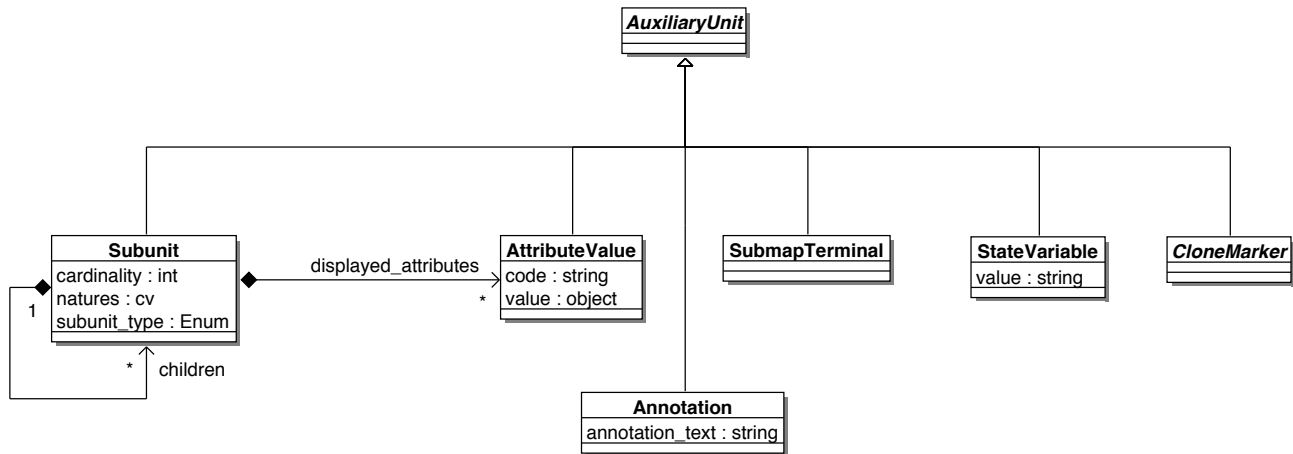 AuxiliaryUnit
Subunit
cardinality : int
natures : cv
subunit_type : Enum
1
*
children
displayed_attributes
*
AttributeValue
code : string
value : object
SubmapTerminal
StateVariable
value : string
CloneMarker
Annotation
annotation_text : string